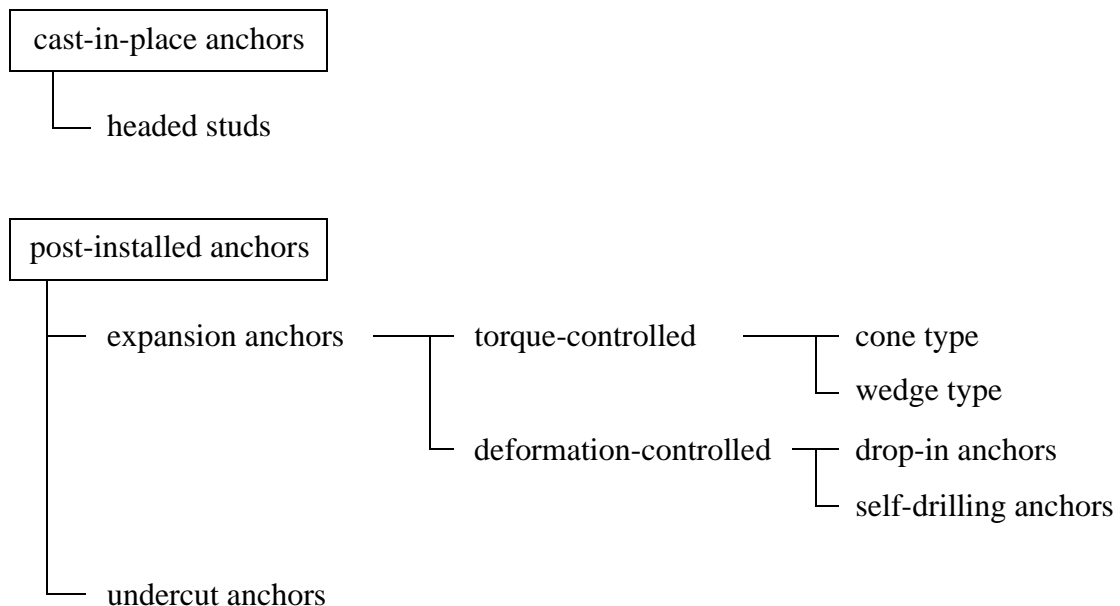 cast-in-place anchors
headed studs
post-installed anchors
expansion anchors torque-controlled cone type
wedge type
deformation-controlled drop-in anchors
self-drilling anchors
undercut anchors